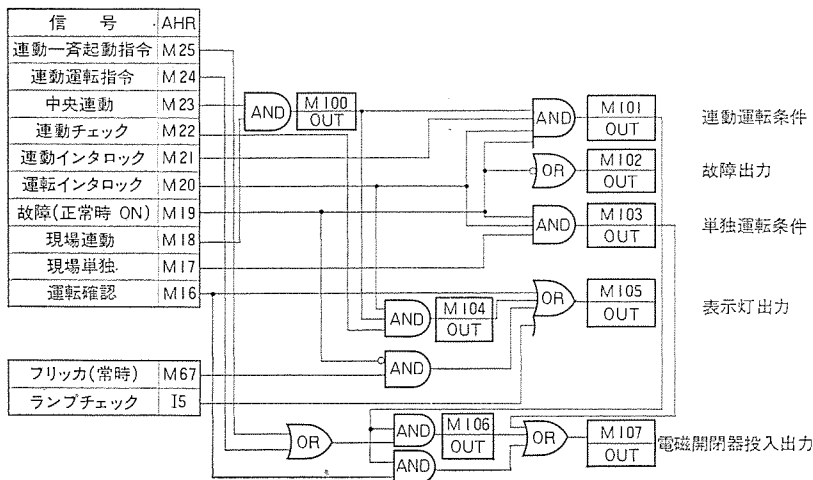 信 号 AHR
連動一斉起動指令 M25
連動運転指令 M24
中央連動 M23
連動チェック M22
連動インタロック M21
運転インタロック M20
故障(正常時 ON) M19
現場連動 M18
現場単独 M17
運転確認 M16
フリッカ(常時) M67
ランプチェック I5
AND
M100
OUT
AND
M101
OUT
連動運転条件
OR
M102
OUT
故障出力
AND
M103
OUT
単独運転条件
AND
M104
OUT
OR
M105
OUT
表示灯出力
AND
OR
AND
M106
OUT
AND
OR
M107
OUT
電磁開閉器投入出力